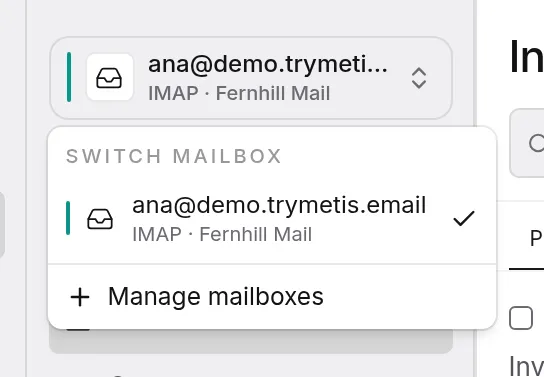 ana@demo.trymeti...
IMAP · Fernhill Mail
In
SWITCH MAILBOX
ana@demo.trymetis.email
IMAP · Fernhill Mail
P
Manage mailboxes
Inv